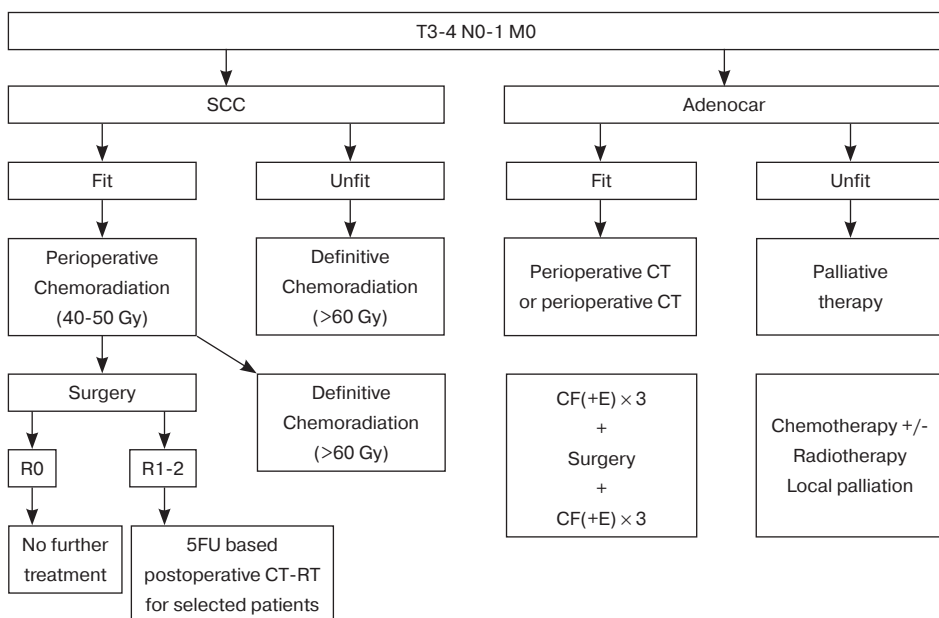 T3-4 N0-1 M0
SCC
Adenocar
Fit
Unfit
Fit
Unfit
Perioperative
Chemoradiation
(40-50 Gy)
Definitive
Chemoradiation
(>60 Gy)
Perioperative CT
or perioperative CT
Palliative
therapy
Surgery
Definitive
Chemoradiation
(>60 Gy)
CF(+E) × 3
+
Surgery
+
CF(+E) × 3
Chemotherapy +/-
Radiotherapy
Local palliation
R0
R1-2
No further
treatment
5FU based
postoperative CT-RT
for selected patients